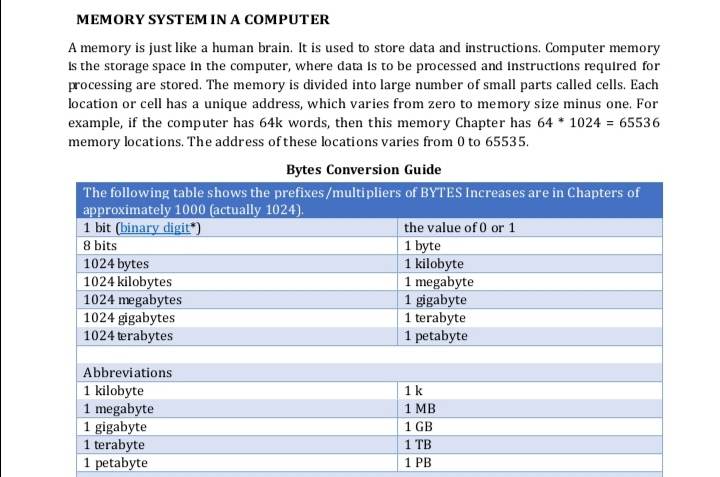 MEMORY SYSTEM IN A COMPUTER
A memory is just like a human brain. It is used to store data and instructions. Computer memory
is the storage space in the computer, where data is to be processed and instructions required for
processing are stored. The memory is divided into large number of small parts called cells. Each
location or cell has a unique address, which varies from zero to memory size minus one. For
example, if the computer has 64k words, then this memory Chapter has 64 * 1024 = 65536
memory locations. The address of these locations varies from 0 to 65535.
Bytes Conversion Guide
The following table shows the prefixes/multipliers of BYTES Increases are in Chapters of
approximately 1000 (actually 1024).
1 bit (binary digit*) the value of 0 or 1
8 bits 1 byte
1024 bytes 1 kilobyte
1024 kilobytes 1 megabyte
1024 megabytes 1 gigabyte
1024 gigabytes 1 terabyte
1024 terabytes 1 petabyte
Abbreviations
1 kilobyte 1 k
1 megabyte 1 MB
1 gigabyte 1 GB
1 terabyte 1 TB
1 petabyte 1 PB